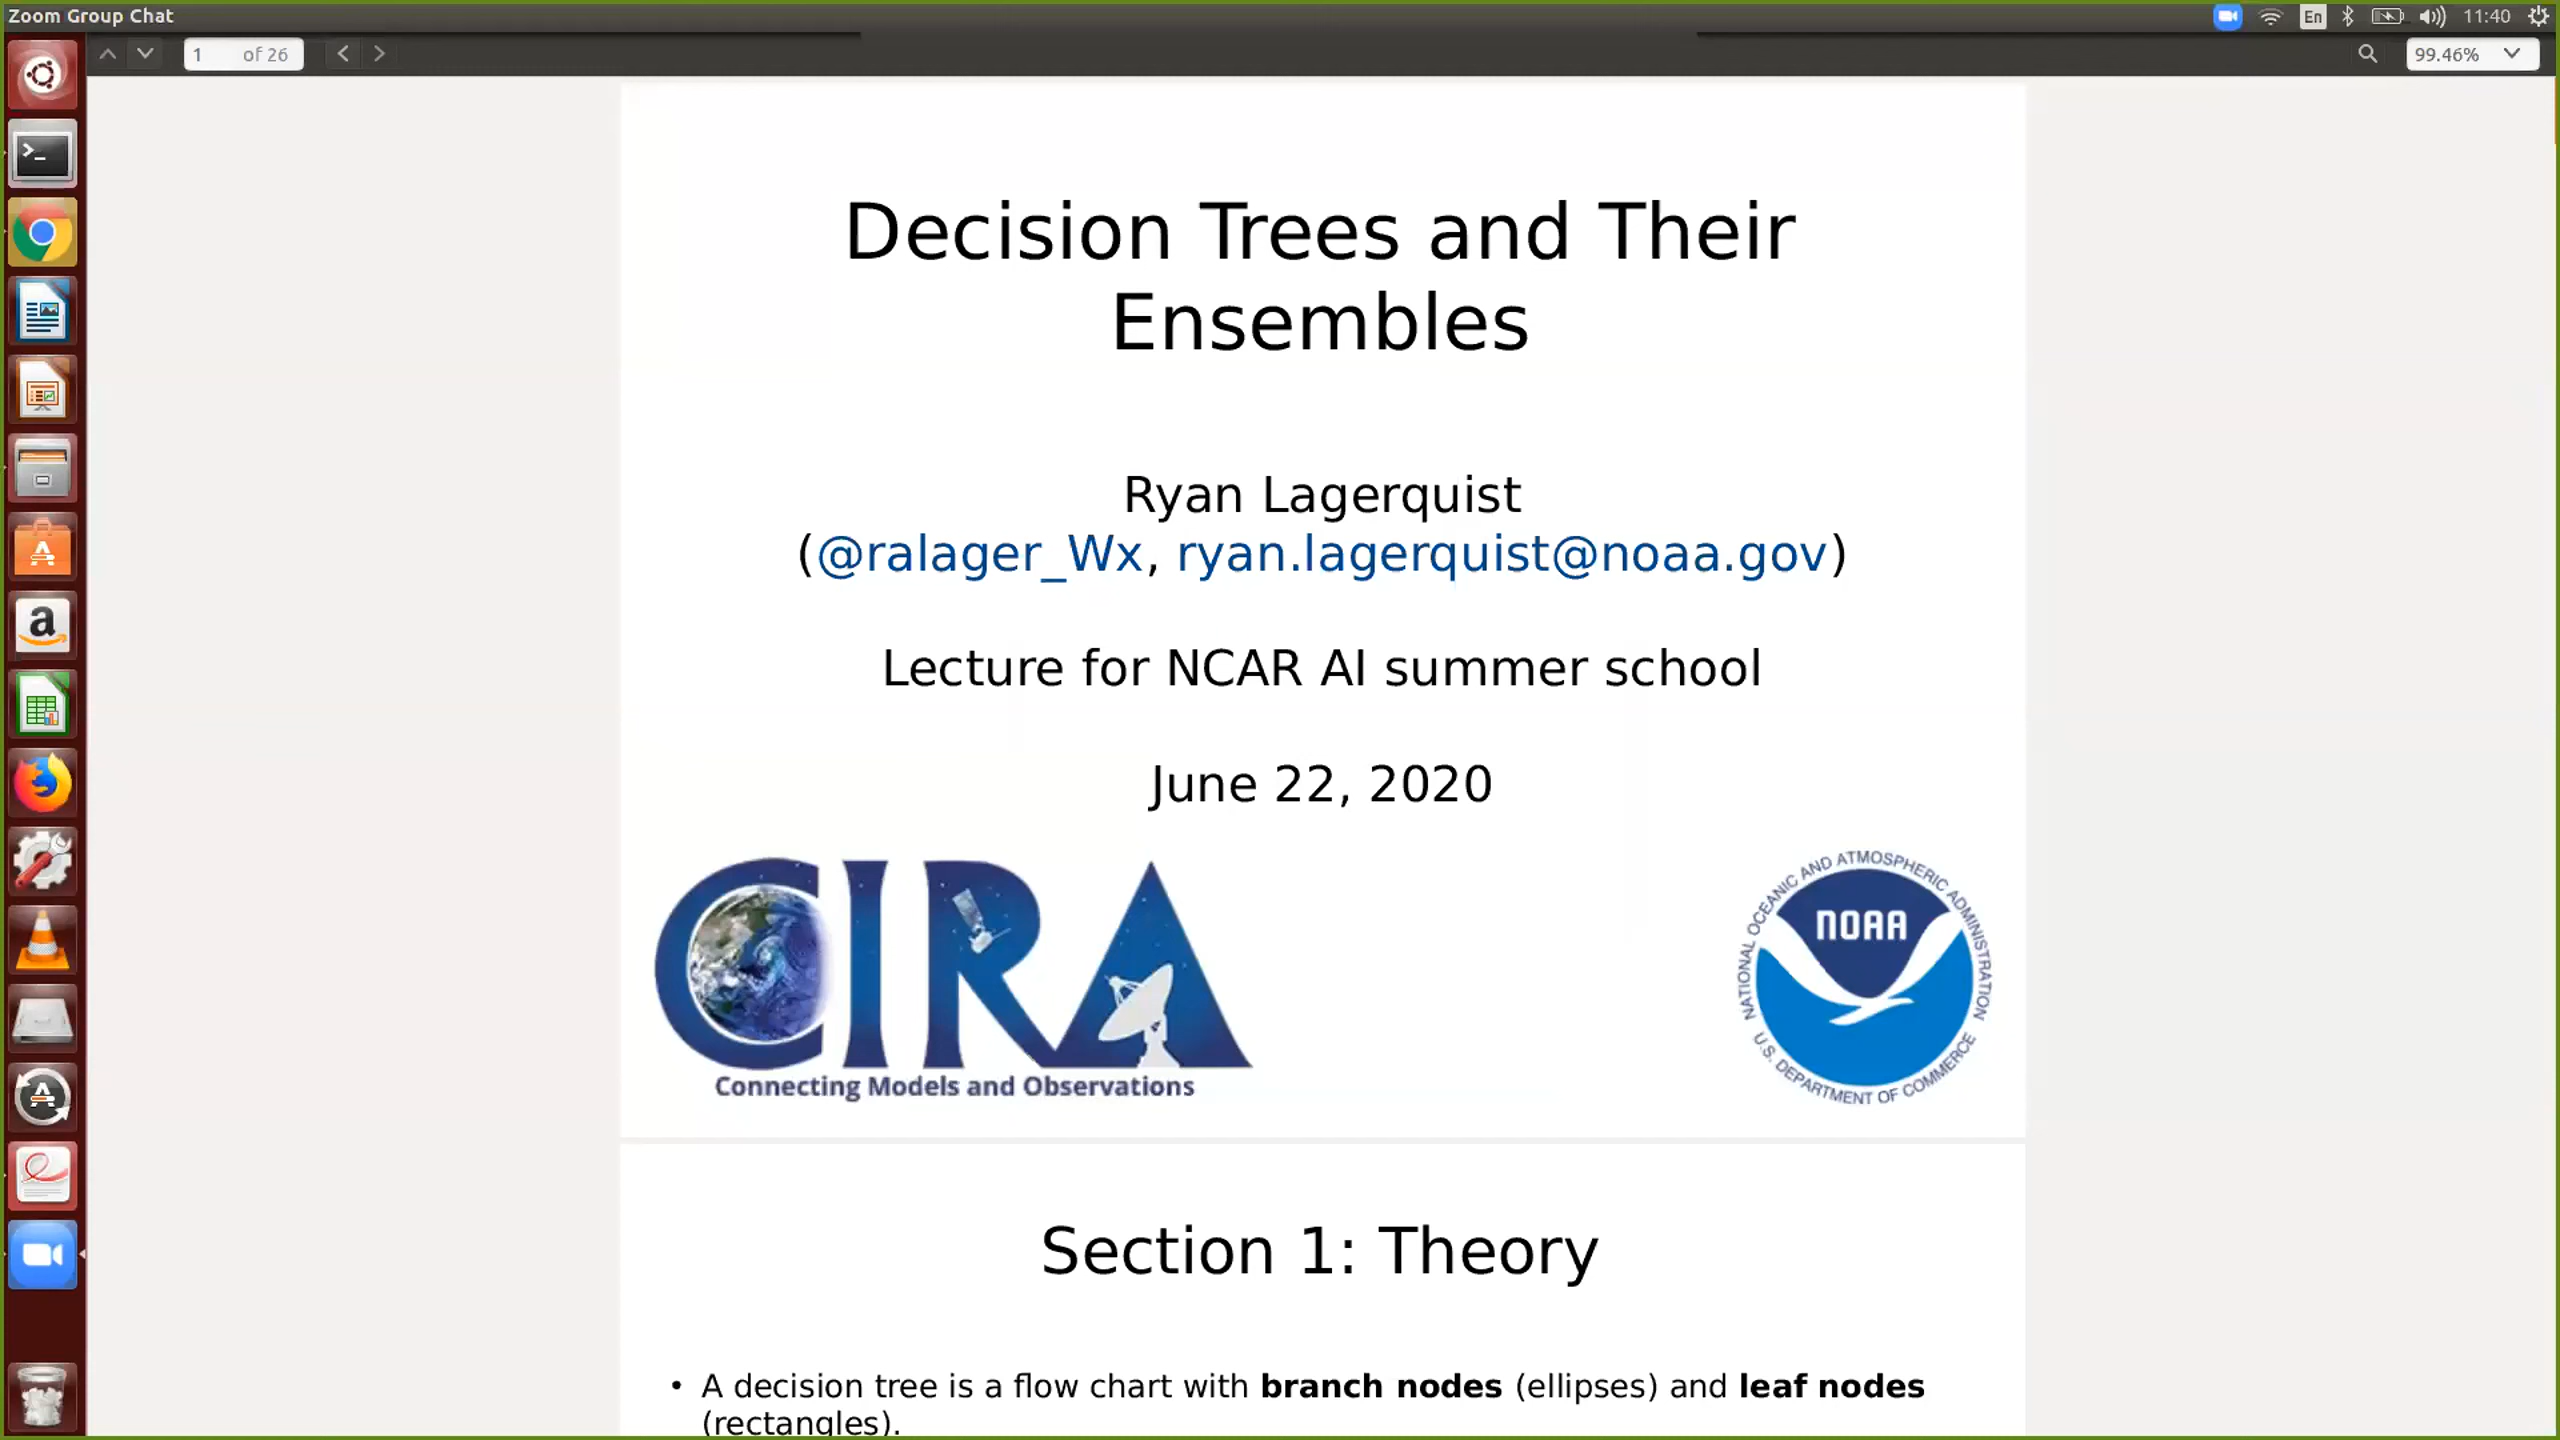 Zoom Group Chat
En
11:40
1 of 26
99.46%
Decision Trees and Their
Ensembles
Ryan Lagerquist
(@ralager_Wx, ryan.lagerquist@noaa.gov)
Lecture for NCAR AI summer school
June 22, 2020
CIRA
Connecting Models and Observations
NATIONAL OCEANIC AND ATMOSPHERIC ADMINISTRATION
NOAA
U.S. DEPARTMENT OF COMMERCE
Section 1: Theory
• A decision tree is a flow chart with branch nodes (ellipses) and leaf nodes
(rectangles).